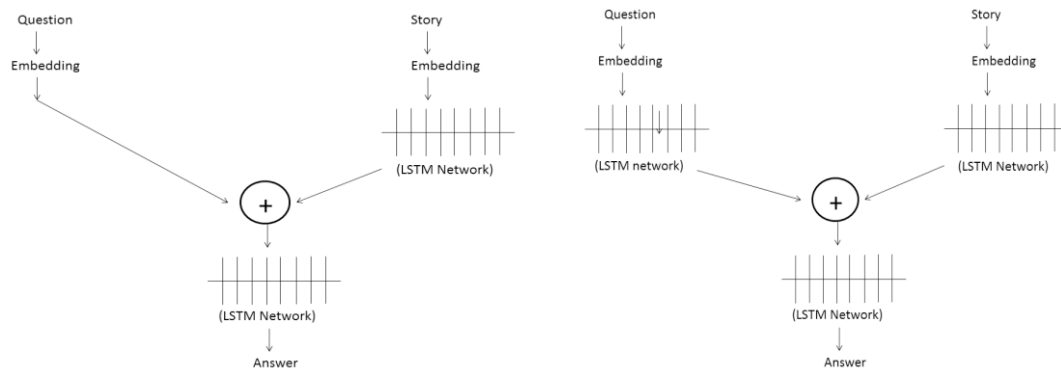 Question
Embedding
Story
Embedding
(LSTM Network)
+
(LSTM Network)
Answer
Question
Embedding
(LSTM network)
Story
Embedding
(LSTM Network)
+
(LSTM Network)
Answer